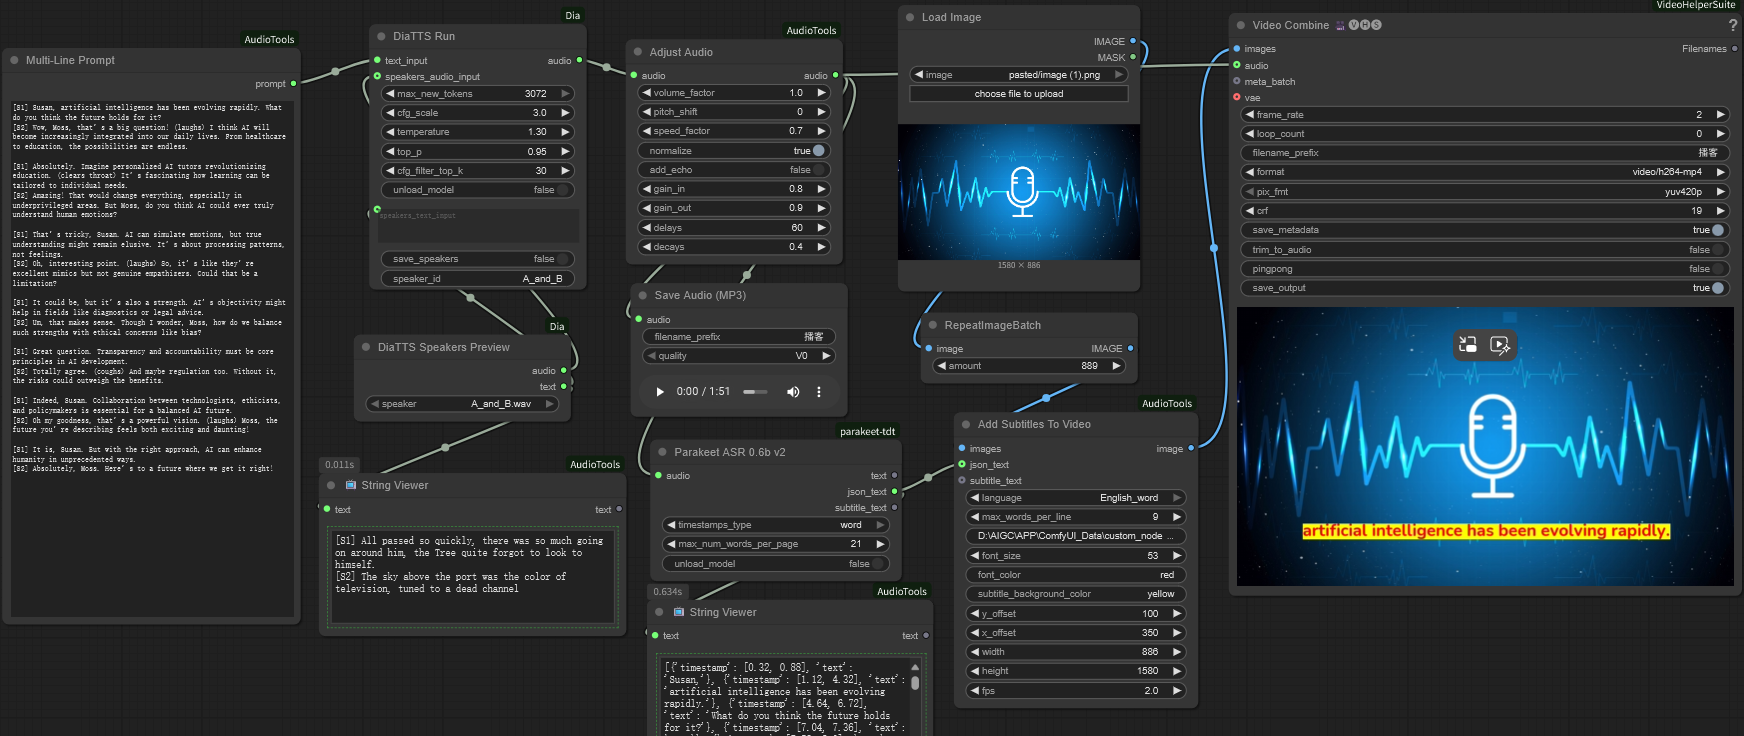 AudioTools
Multi-Line Prompt
prompt
[S1] Susan, artificial intelligence has been evolving rapidly. What
do you think the future holds for it?
[S2] Wow, Moss, that's a big question! (laughs) I think AI will
become increasingly integrated into our daily lives. From healthcare
to education, the possibilities are endless.
[S1] Absolutely. Imagine personalized AI tutors revolutionizing
education. (clears throat) It's fascinating how learning can be
tailored to individual needs.
[S2] Amazing! That would change everything, especially in
underprivileged areas. But Moss, do you think AI could ever truly
understand human emotions?
[S1] That's tricky, Susan. AI can simulate emotions, but true
understanding might remain elusive. It's about processing patterns,
not feelings.
[S2] Oh, interesting point. (laughs) So, it's like they're
excellent mimics but not genuine empathizers. Could that be a
limitation?
[S1] It could be, but it's also a strength. AI's objectivity might
help in fields like diagnostics or legal advice.
[S2] Um, that makes sense. Though I wonder, Moss, how do we balance
such strengths with ethical concerns like bias?
[S1] Great question. Transparency and accountability must be core
principles in AI development.
[S2] Totally agree. (coughs) And maybe regulation too. Without it,
the risks could outweigh the benefits.
[S1] Indeed, Susan. Collaboration between technologists, ethicists,
and policymakers is essential for a balanced AI future.
[S2] Oh my goodness, that's a powerful vision. (laughs) Moss, the
future you're describing feels both exciting and daunting!
[S1] It is, Susan. But with the right approach, AI can enhance
humanity in unprecedented ways.
[S2] Absolutely, Moss. Here's to a future where we get it right!
Dia
DiaTTS Run
text_input audio
speakers_audio_input
max_new_tokens 3072
cfg_scale 3.0
temperature 1.30
top_p 0.95
cfg_filter_top_k 30
unload_model false
speakers_text_input
save_speakers false
speaker_id A_and_B
Dia
DiaTTS Speakers Preview
audio
text
speaker A_and_B.wav
0.011s
AudioTools
String Viewer
text text
[S1] All passed so quickly, there was so much going
on around him, the Tree quite forgot to look to
himself.
[S2] The sky above the port was the color of
television, tuned to a dead channel
AudioTools
Adjust Audio
audio audio
volume_factor 1.0
pitch_shift 0
speed_factor 0.7
normalize true
add_echo false
gain_in 0.8
gain_out 0.9
delays 60
decays 0.4
Save Audio (MP3)
audio
filename_prefix 播客
quality V0
0:00 / 1:51
parakeet-tdt
Parakeet ASR 0.6b v2
audio text
json_text
subtitle_text
timestamps_type word
max_num_words_per_page 21
unload_model false
0.634s
AudioTools
String Viewer
text text
[{'timestamp': [0.32, 0.88], 'text':
'Susan,'}, {'timestamp': [1.12, 4.32], 'text':
'artificial intelligence has been evolving
rapidly.'}, {'timestamp': [4.64, 6.72],
'text': 'What do you think the future holds
for it?'}, {'timestamp': [7.04, 7.36], 'text':
Load Image
IMAGE
MASK
image pasted/image (1).png
choose file to upload
1580 × 886
RepeatImageBatch
image IMAGE
amount 889
AudioTools
Add Subtitles To Video
images image
json_text
subtitle_text
language English_word
max_words_per_line 9
D:\AIGC\APP\ComfyUI_Data\custom_node ...
font_size 53
font_color red
subtitle_background_color yellow
y_offset 100
x_offset 350
width 886
height 1580
fps 2.0
VideoHelperSuite
Video Combine VHS ?
images Filenames
audio
meta_batch
vae
frame_rate 2
loop_count 0
filename_prefix 播客
format video/h264-mp4
pix_fmt yuv420p
crf 19
save_metadata true
trim_to_audio false
pingpong false
save_output true
artificial intelligence has been evolving rapidly.